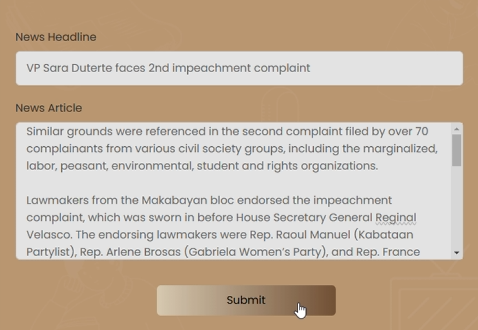 News Headline
VP Sara Duterte faces 2nd impeachment complaint
News Article
Similar grounds were referenced in the second complaint filed by over 70
complainants from various civil society groups, including the marginalized,
labor, peasant, environmental, student and rights organizations.
Lawmakers from the Makabayan bloc endorsed the impeachment
complaint, which was sworn in before House Secretary General Reginal
Velasco. The endorsing lawmakers were Rep. Raoul Manuel (Kabataan
Partylist), Rep. Arlene Brosas (Gabriela Women's Party), and Rep. France
Submit